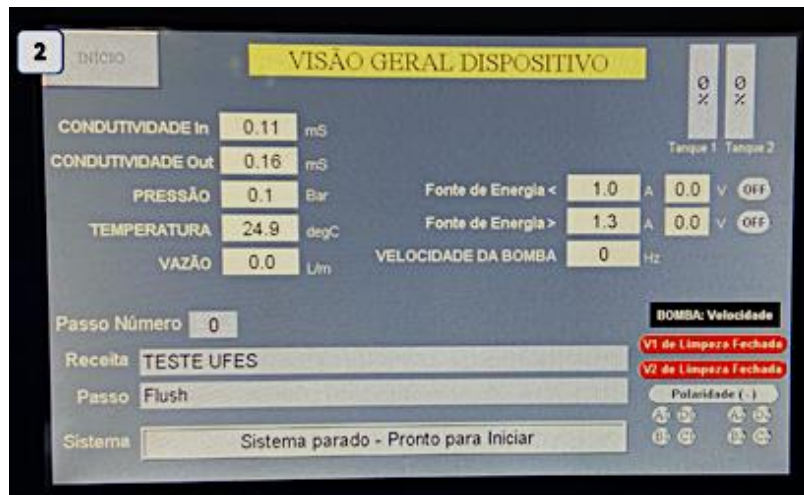 2
INÍCIO
VISÃO GERAL DISPOSITIVO
0 %
0 %
Tanque 1 Tanque 2
CONDUTIVIDADE In 0.11 mS
CONDUTIVIDADE Out 0.16 mS
PRESSÃO 0.1 Bar
Fonte de Energia < 1.0 A 0.0 V OFF
TEMPERATURA 24.9 degC
Fonte de Energia > 1.3 A 0.0 V OFF
VAZÃO 0.0 L/m
VELOCIDADE DA BOMBA 0 Hz
Passo Número 0
BOMBA: Velocidade
V1 de Limpeza Fechada
Receita TESTE UFES
V2 de Limpeza Fechada
Passo Flush
Polaridade ( - )
Sistema Sistema parado - Pronto para Iniciar